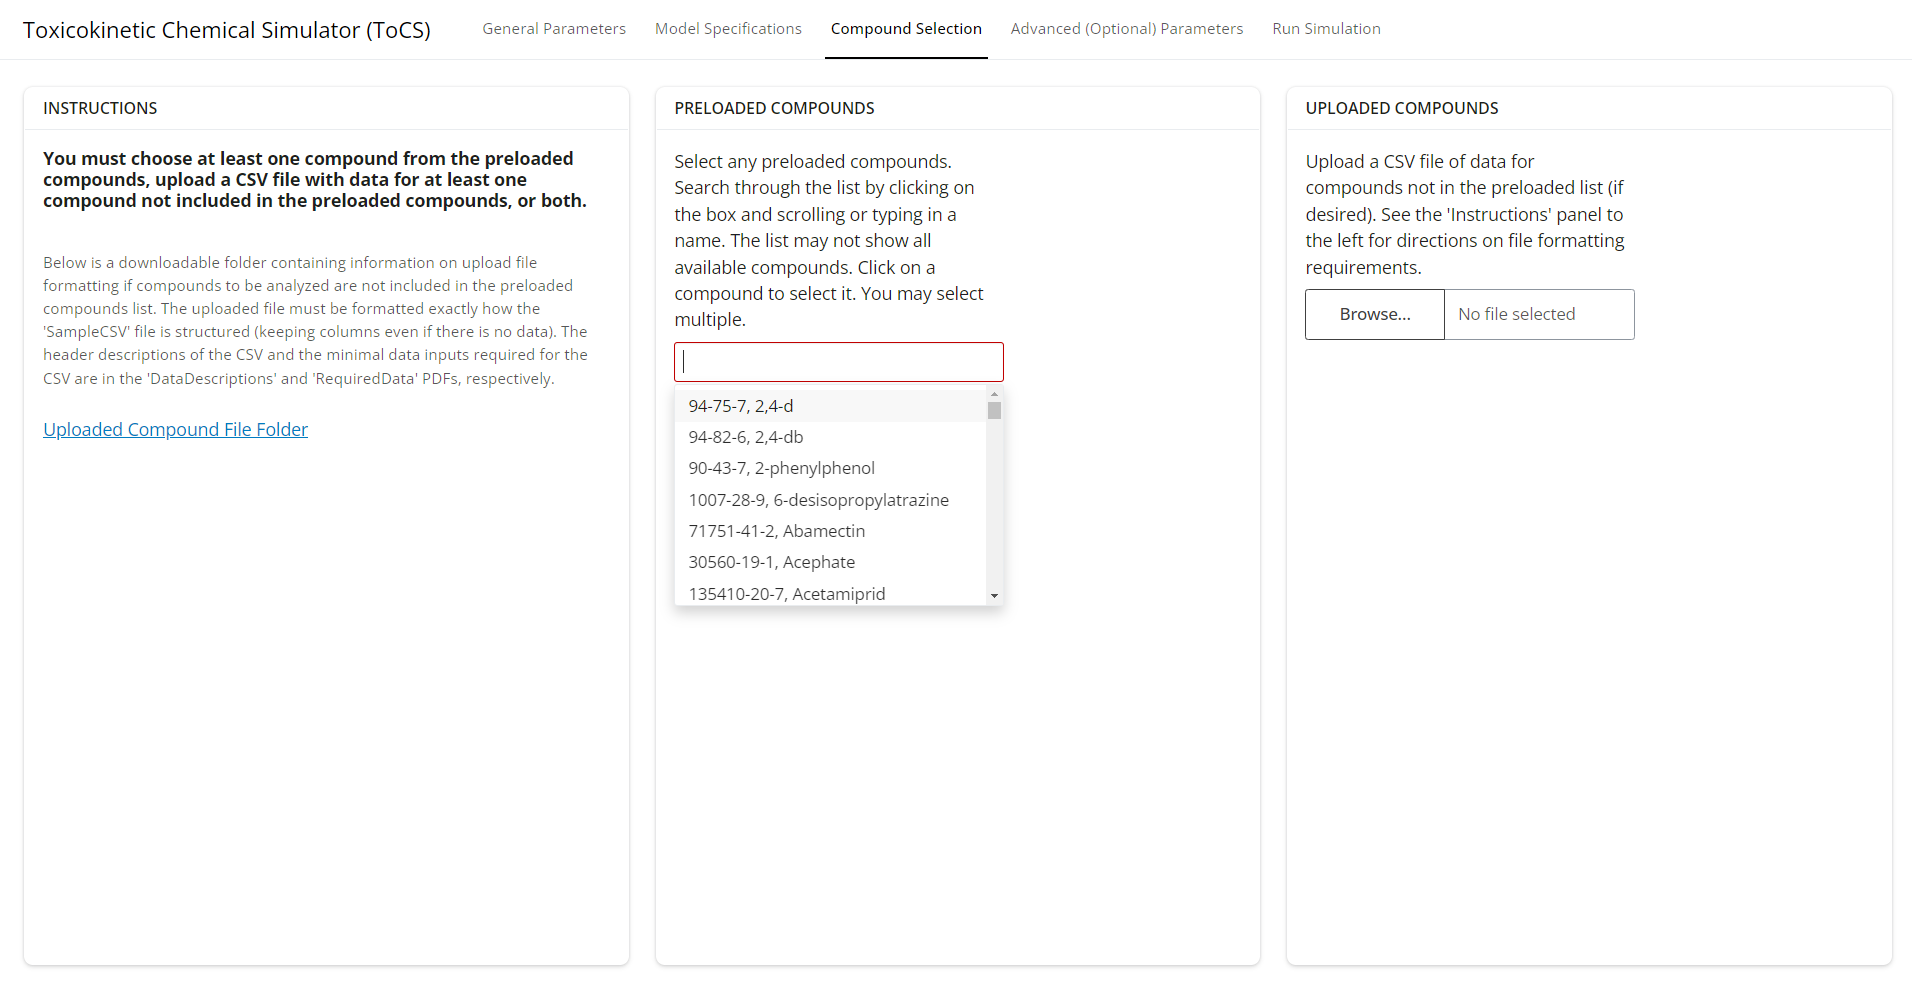 Toxicokinetic Chemical Simulator (ToCS)
General Parameters
Model Specifications
Compound Selection
Advanced (Optional) Parameters
Run Simulation
INSTRUCTIONS
You must choose at least one compound from the preloaded
compounds, upload a CSV file with data for at least one
compound not included in the preloaded compounds, or both.
Below is a downloadable folder containing information on upload file
formatting if compounds to be analyzed are not included in the preloaded
compounds list. The uploaded file must be formatted exactly how the
'SampleCSV' file is structured (keeping columns even if there is no data). The
header descriptions of the CSV and the minimal data inputs required for the
CSV are in the 'DataDescriptions' and 'RequiredData' PDFs, respectively.
Uploaded Compound File Folder
PRELOADED COMPOUNDS
Select any preloaded compounds.
Search through the list by clicking on
the box and scrolling or typing in a
name. The list may not show all
available compounds. Click on a
compound to select it. You may select
multiple.
94-75-7, 2,4-d
94-82-6, 2,4-db
90-43-7, 2-phenylphenol
1007-28-9, 6-desisopropylatrazine
71751-41-2, Abamectin
30560-19-1, Acephate
135410-20-7, Acetamiprid
UPLOADED COMPOUNDS
Upload a CSV file of data for
compounds not in the preloaded list (if
desired). See the 'Instructions' panel to
the left for directions on file formatting
requirements.
Browse...
No file selected